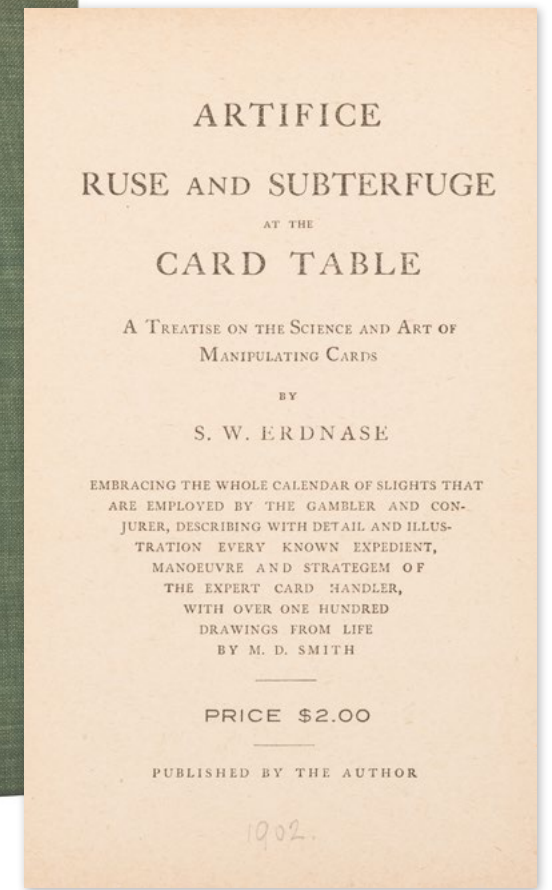 ARTIFICE
RUSE AND SUBTERFUGE
AT THE
CARD TABLE
A TREATISE ON THE SCIENCE AND ART OF
MANIPULATING CARDS
BY
S. W. ERDNASE
EMBRACING THE WHOLE CALENDAR OF SLIGHTS THAT
ARE EMPLOYED BY THE GAMBLER AND CON-
JURER, DESCRIBING WITH DETAIL AND ILLUS-
TRATION EVERY KNOWN EXPEDIENT,
MANOEUVRE AND STRATEGEM OF
THE EXPERT CARD HANDLER,
WITH OVER ONE HUNDRED
DRAWINGS FROM LIFE
BY M. D. SMITH
PRICE $2.00
PUBLISHED BY THE AUTHOR
1902.